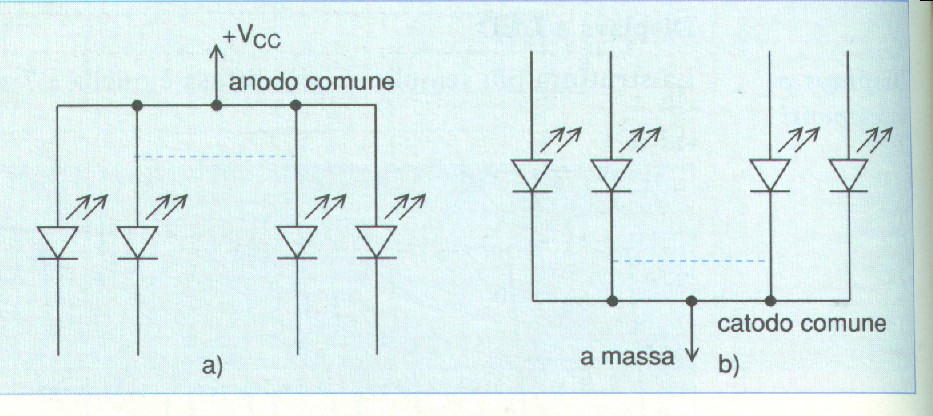 +VCC
anodo comune
a)
catodo comune
a massa
b)